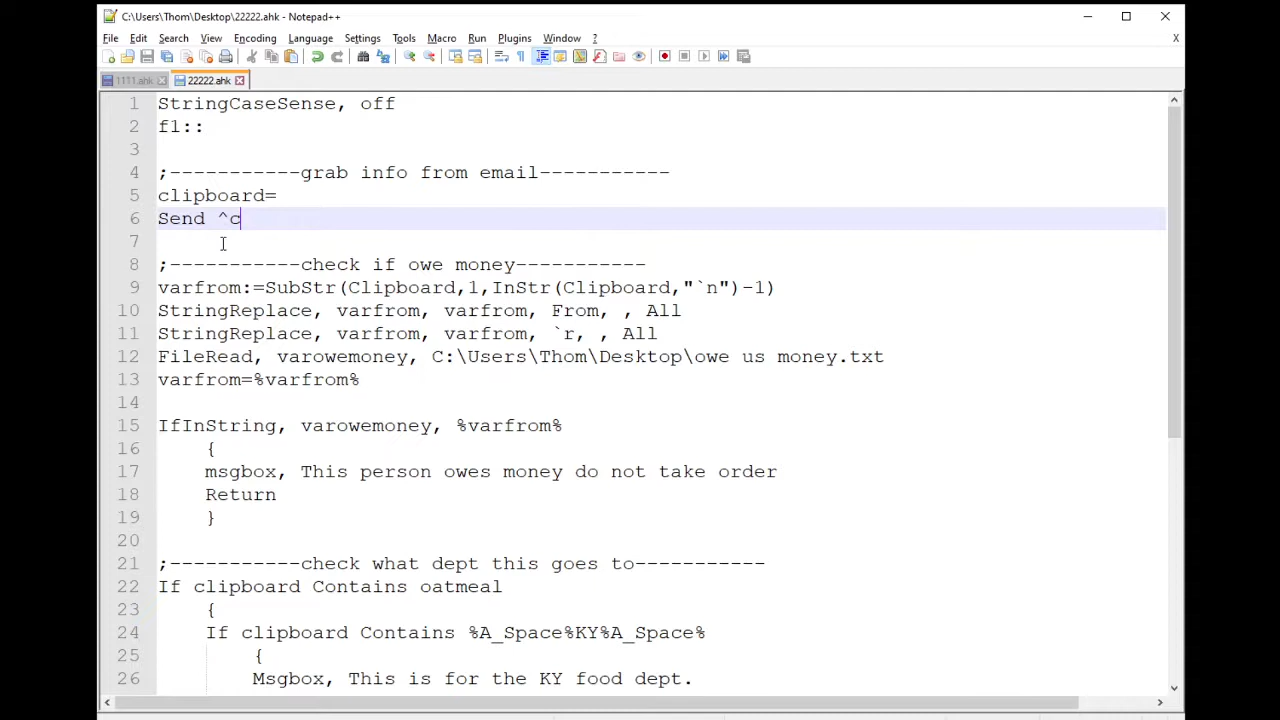 C:\Users\Thom\Desktop\22222.ahk - Notepad++
File Edit Search View Encoding Language Settings Tools Macro Run Plugins Window ? X
1111.ahk 22222.ahk
1 StringCaseSense, off
2 f1::
3
4 ;-----------grab info from email-----------
5 clipboard=
6 Send ^c
7
8 ;-----------check if owe money-----------
9 varfrom:=SubStr(Clipboard,1,InStr(Clipboard,"`n")-1)
10 StringReplace, varfrom, varfrom, From, , All
11 StringReplace, varfrom, varfrom, `r, , All
12 FileRead, varowemoney, C:\Users\Thom\Desktop\owe us money.txt
13 varfrom=%varfrom%
14
15 IfInString, varowemoney, %varfrom%
16 {
17 msgbox, This person owes money do not take order
18 Return
19 }
20
21 ;-----------check what dept this goes to-----------
22 If clipboard Contains oatmeal
23 {
24 If clipboard Contains %A_Space%KY%A_Space%
25 {
26 Msgbox, This is for the KY food dept.